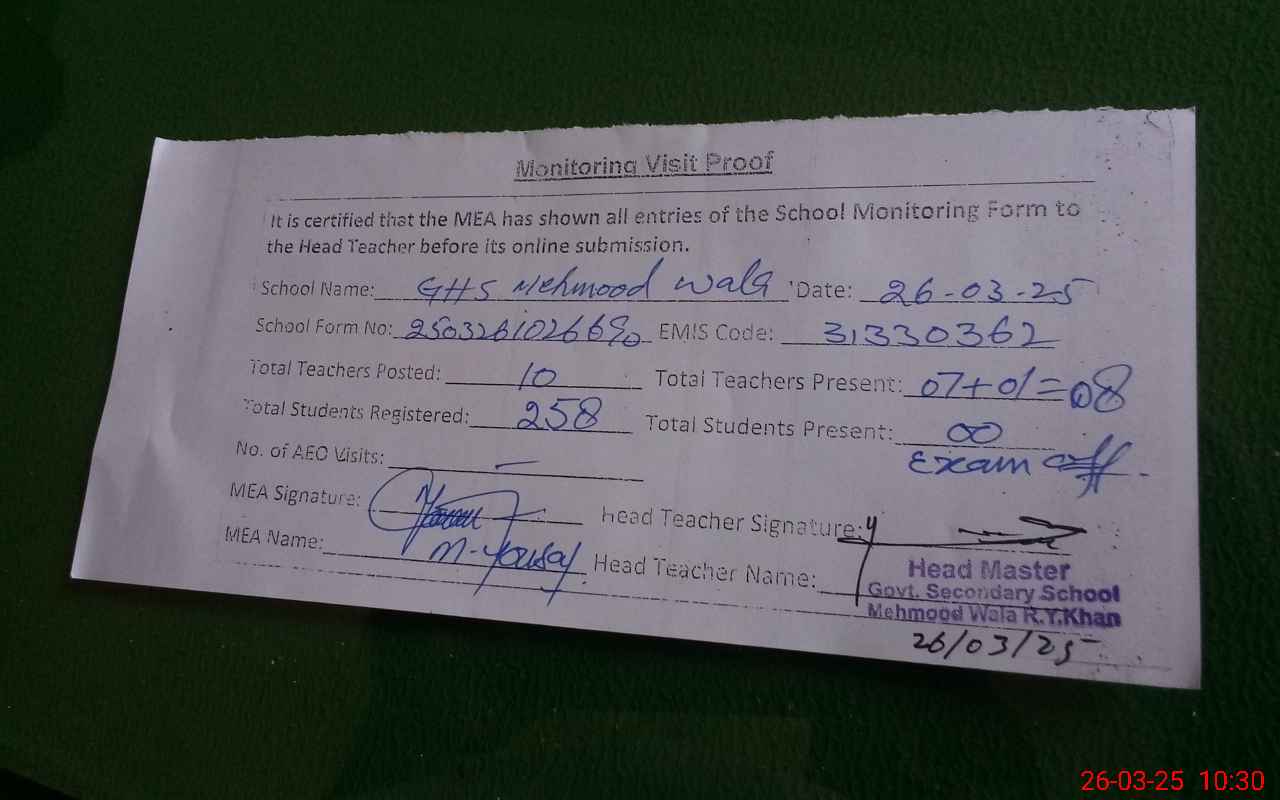 Monitoring Visit Proof
It is certified that the MEA has shown all entries of the School Monitoring Form to
the Head Teacher before its online submission.
School Name: GHS Mehmood Wala Date: 26-03-25
School Form No: EMIS Code: 31330362
Total Teachers Posted: 10 Total Teachers Present: 07+01=08
Total Students Registered: 258 Total Students Present: 00
Exam off.
No. of AEO Visits: —
MEA Signature: Head Teacher Signature:
MEA Name: M-Yousaf Head Teacher Name:
Head Master
Govt. Secondary School
Mehmood Wala R.Y.Khan
26/03/25
26-03-25 10:30